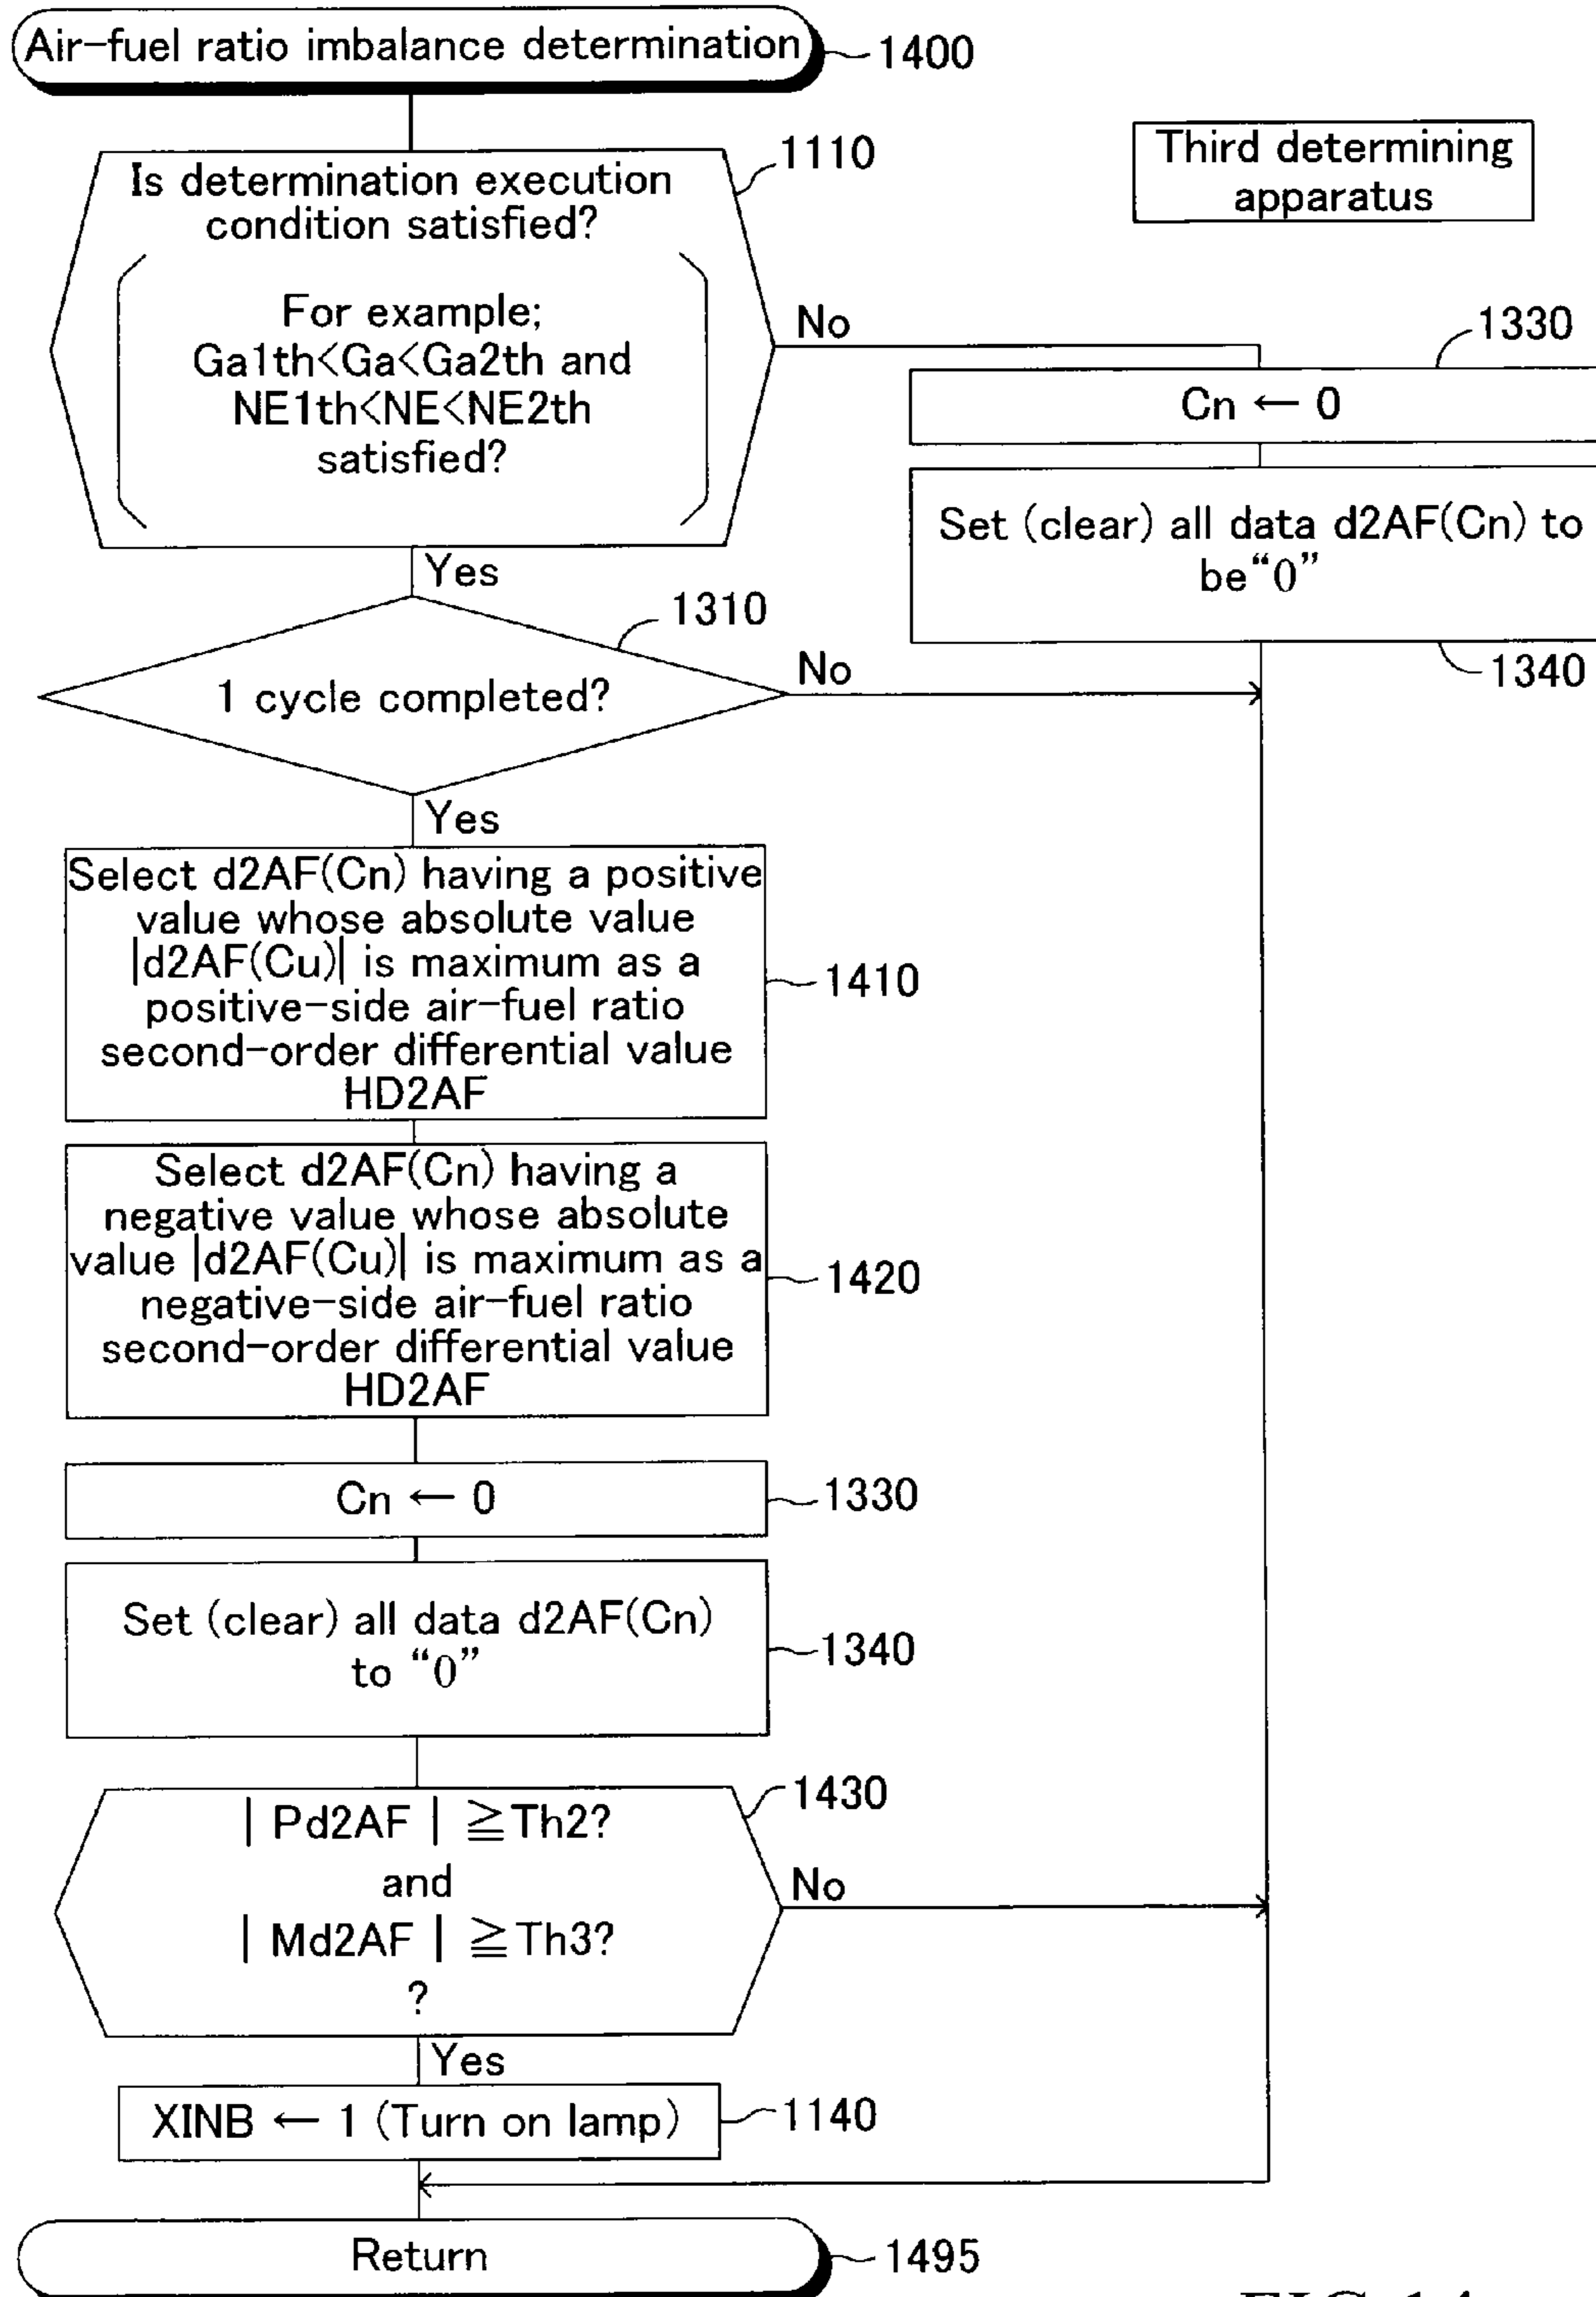 Air-fuel ratio imbalance determination
1400
Third determining
apparatus
1110
Is determination execution
condition satisfied?
For example;
Ga1th<Ga<Ga2th and
NE1th<NE<NE2th
satisfied?
No
Yes
1330
Cn ← 0
Set (clear) all data d2AF(Cn) to
be“0”
1340
1310
1 cycle completed?
No
Yes
Select d2AF(Cn) having a positive
value whose absolute value
|d2AF(Cu)| is maximum as a
positive-side air-fuel ratio
second-order differential value
HD2AF
1410
Select d2AF(Cn) having a
negative value whose absolute
value |d2AF(Cu)| is maximum as a
negative-side air-fuel ratio
second-order differential value
HD2AF
1420
Cn ← 0
1330
Set (clear) all data d2AF(Cn)
to “0”
1340
1430
| Pd2AF | ≧Th2?
and
| Md2AF | ≧Th3?
?
No
Yes
XINB ← 1 (Turn on lamp)
1140
Return
1495